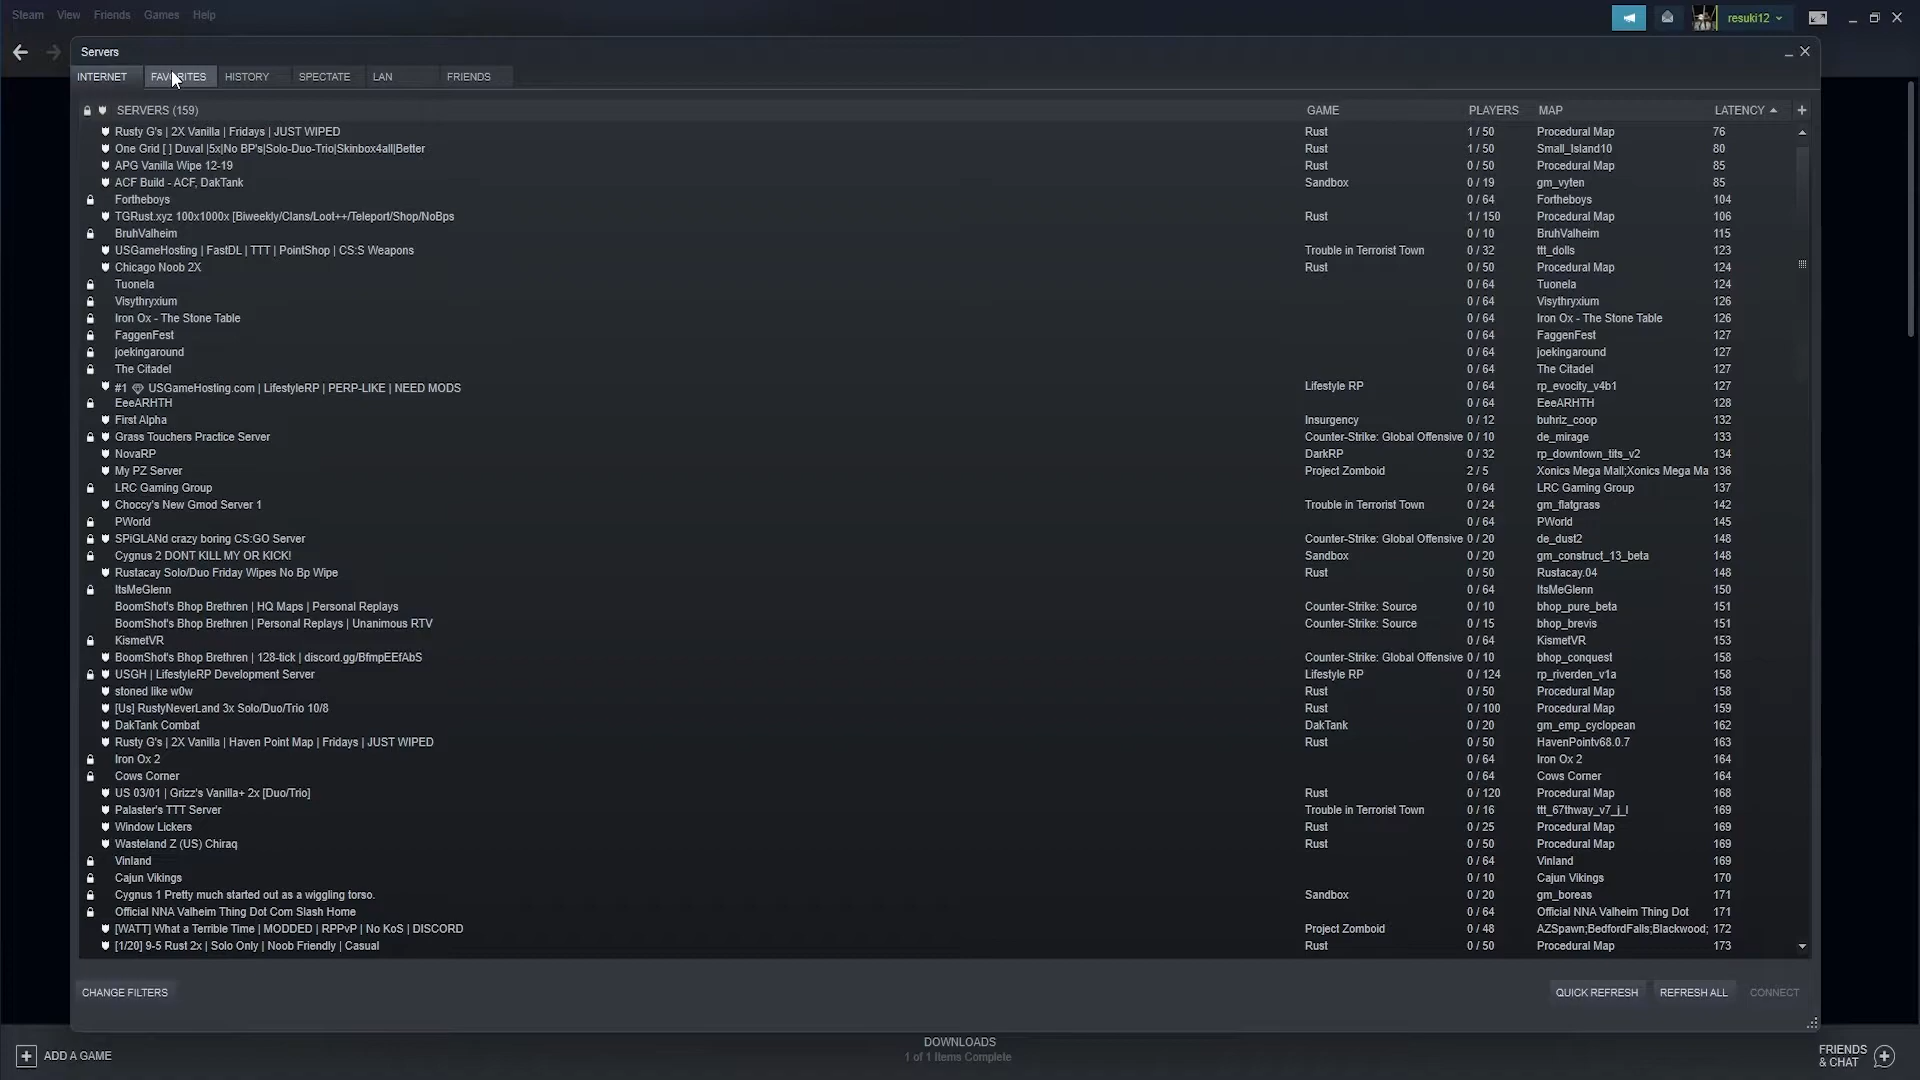 Steam View Friends Games Help
resuki12
Servers
INTERNET FAVORITES HISTORY SPECTATE LAN FRIENDS
SERVERS (159) GAME PLAYERS MAP LATENCY
Rusty G's | 2X Vanilla | Fridays | JUST WIPED Rust 1 / 50 Procedural Map 76
One Grid [ ] Duval |5x|No BP's|Solo-Duo-Trio|Skinbox4all|Better Rust 1 / 50 Small_Island10 80
APG Vanilla Wipe 12-19 Rust 0 / 50 Procedural Map 85
ACF Build - ACF, DakTank Sandbox 0 / 19 gm_vyten 85
Fortheboys 0 / 64 Fortheboys 104
TGRust.xyz 100x1000x [Biweekly/Clans/Loot++/Teleport/Shop/NoBps Rust 1 / 150 Procedural Map 106
BruhValheim 0 / 10 BruhValheim 115
USGameHosting | FastDL | TTT | PointShop | CS:S Weapons Trouble in Terrorist Town 0 / 32 ttt_dolls 123
Chicago Noob 2X Rust 0 / 50 Procedural Map 124
Tuonela 0 / 64 Tuonela 124
Visythryxium 0 / 64 Visythryxium 126
Iron Ox - The Stone Table 0 / 64 Iron Ox - The Stone Table 126
FaggenFest 0 / 64 FaggenFest 127
joekingaround 0 / 64 joekingaround 127
The Citadel 0 / 64 The Citadel 127
#1 USGameHosting.com | LifestyleRP | PERP-LIKE | NEED MODS Lifestyle RP 0 / 64 rp_evocity_v4b1 127
EeeARHTH 0 / 64 EeeARHTH 128
First Alpha Insurgency 0 / 12 buhriz_coop 132
Grass Touchers Practice Server Counter-Strike: Global Offensive 0 / 10 de_mirage 133
NovaRP DarkRP 0 / 32 rp_downtown_tits_v2 134
My PZ Server Project Zomboid 2 / 5 Xonics Mega Mall;Xonics Mega Ma 136
LRC Gaming Group 0 / 64 LRC Gaming Group 137
Choccy's New Gmod Server 1 Trouble in Terrorist Town 0 / 24 gm_flatgrass 142
PWorld 0 / 64 PWorld 145
SPiGLANd crazy boring CS:GO Server Counter-Strike: Global Offensive 0 / 20 de_dust2 148
Cygnus 2 DONT KILL MY OR KICK! Sandbox 0 / 20 gm_construct_13_beta 148
Rustacay Solo/Duo Friday Wipes No Bp Wipe Rust 0 / 50 Rustacay.04 148
ItsMeGlenn 0 / 64 ItsMeGlenn 150
BoomShot's Bhop Brethren | HQ Maps | Personal Replays Counter-Strike: Source 0 / 10 bhop_pure_beta 151
BoomShot's Bhop Brethren | Personal Replays | Unanimous RTV Counter-Strike: Source 0 / 15 bhop_brevis 151
KismetVR 0 / 64 KismetVR 153
BoomShot's Bhop Brethren | 128-tick | discord.gg/BfmpEEfAbS Counter-Strike: Global Offensive 0 / 10 bhop_conquest 158
USGH | LifestyleRP Development Server Lifestyle RP 0 / 124 rp_riverden_v1a 158
stoned like w0w Rust 0 / 50 Procedural Map 158
[Us] RustyNeverLand 3x Solo/Duo/Trio 10/8 Rust 0 / 100 Procedural Map 159
DakTank Combat DakTank 0 / 20 gm_emp_cyclopean 162
Rusty G's | 2X Vanilla | Haven Point Map | Fridays | JUST WIPED Rust 0 / 50 HavenPointv68.0.7 163
Iron Ox 2 0 / 64 Iron Ox 2 164
Cows Corner 0 / 64 Cows Corner 164
US 03/01 | Grizz's Vanilla+ 2x [Duo/Trio] Rust 0 / 120 Procedural Map 168
Palaster's TTT Server Trouble in Terrorist Town 0 / 16 ttt_67thway_v7_j_l 169
Window Lickers Rust 0 / 25 Procedural Map 169
Wasteland Z (US) Chiraq Rust 0 / 50 Procedural Map 169
Vinland 0 / 64 Vinland 169
Cajun Vikings 0 / 10 Cajun Vikings 170
Cygnus 1 Pretty much started out as a wiggling torso. Sandbox 0 / 20 gm_boreas 171
Official NNA Valheim Thing Dot Com Slash Home 0 / 64 Official NNA Valheim Thing Dot 171
[WATT] What a Terrible Time | MODDED | RPPvP | No KoS | DISCORD Project Zomboid 0 / 48 AZSpawn;BedfordFalls;Blackwood; 172
[1/20] 9-5 Rust 2x | Solo Only | Noob Friendly | Casual Rust 0 / 50 Procedural Map 173
CHANGE FILTERS QUICK REFRESH REFRESH ALL CONNECT
DOWNLOADS
1 of 1 Items Complete
ADD A GAME
FRIENDS
& CHAT